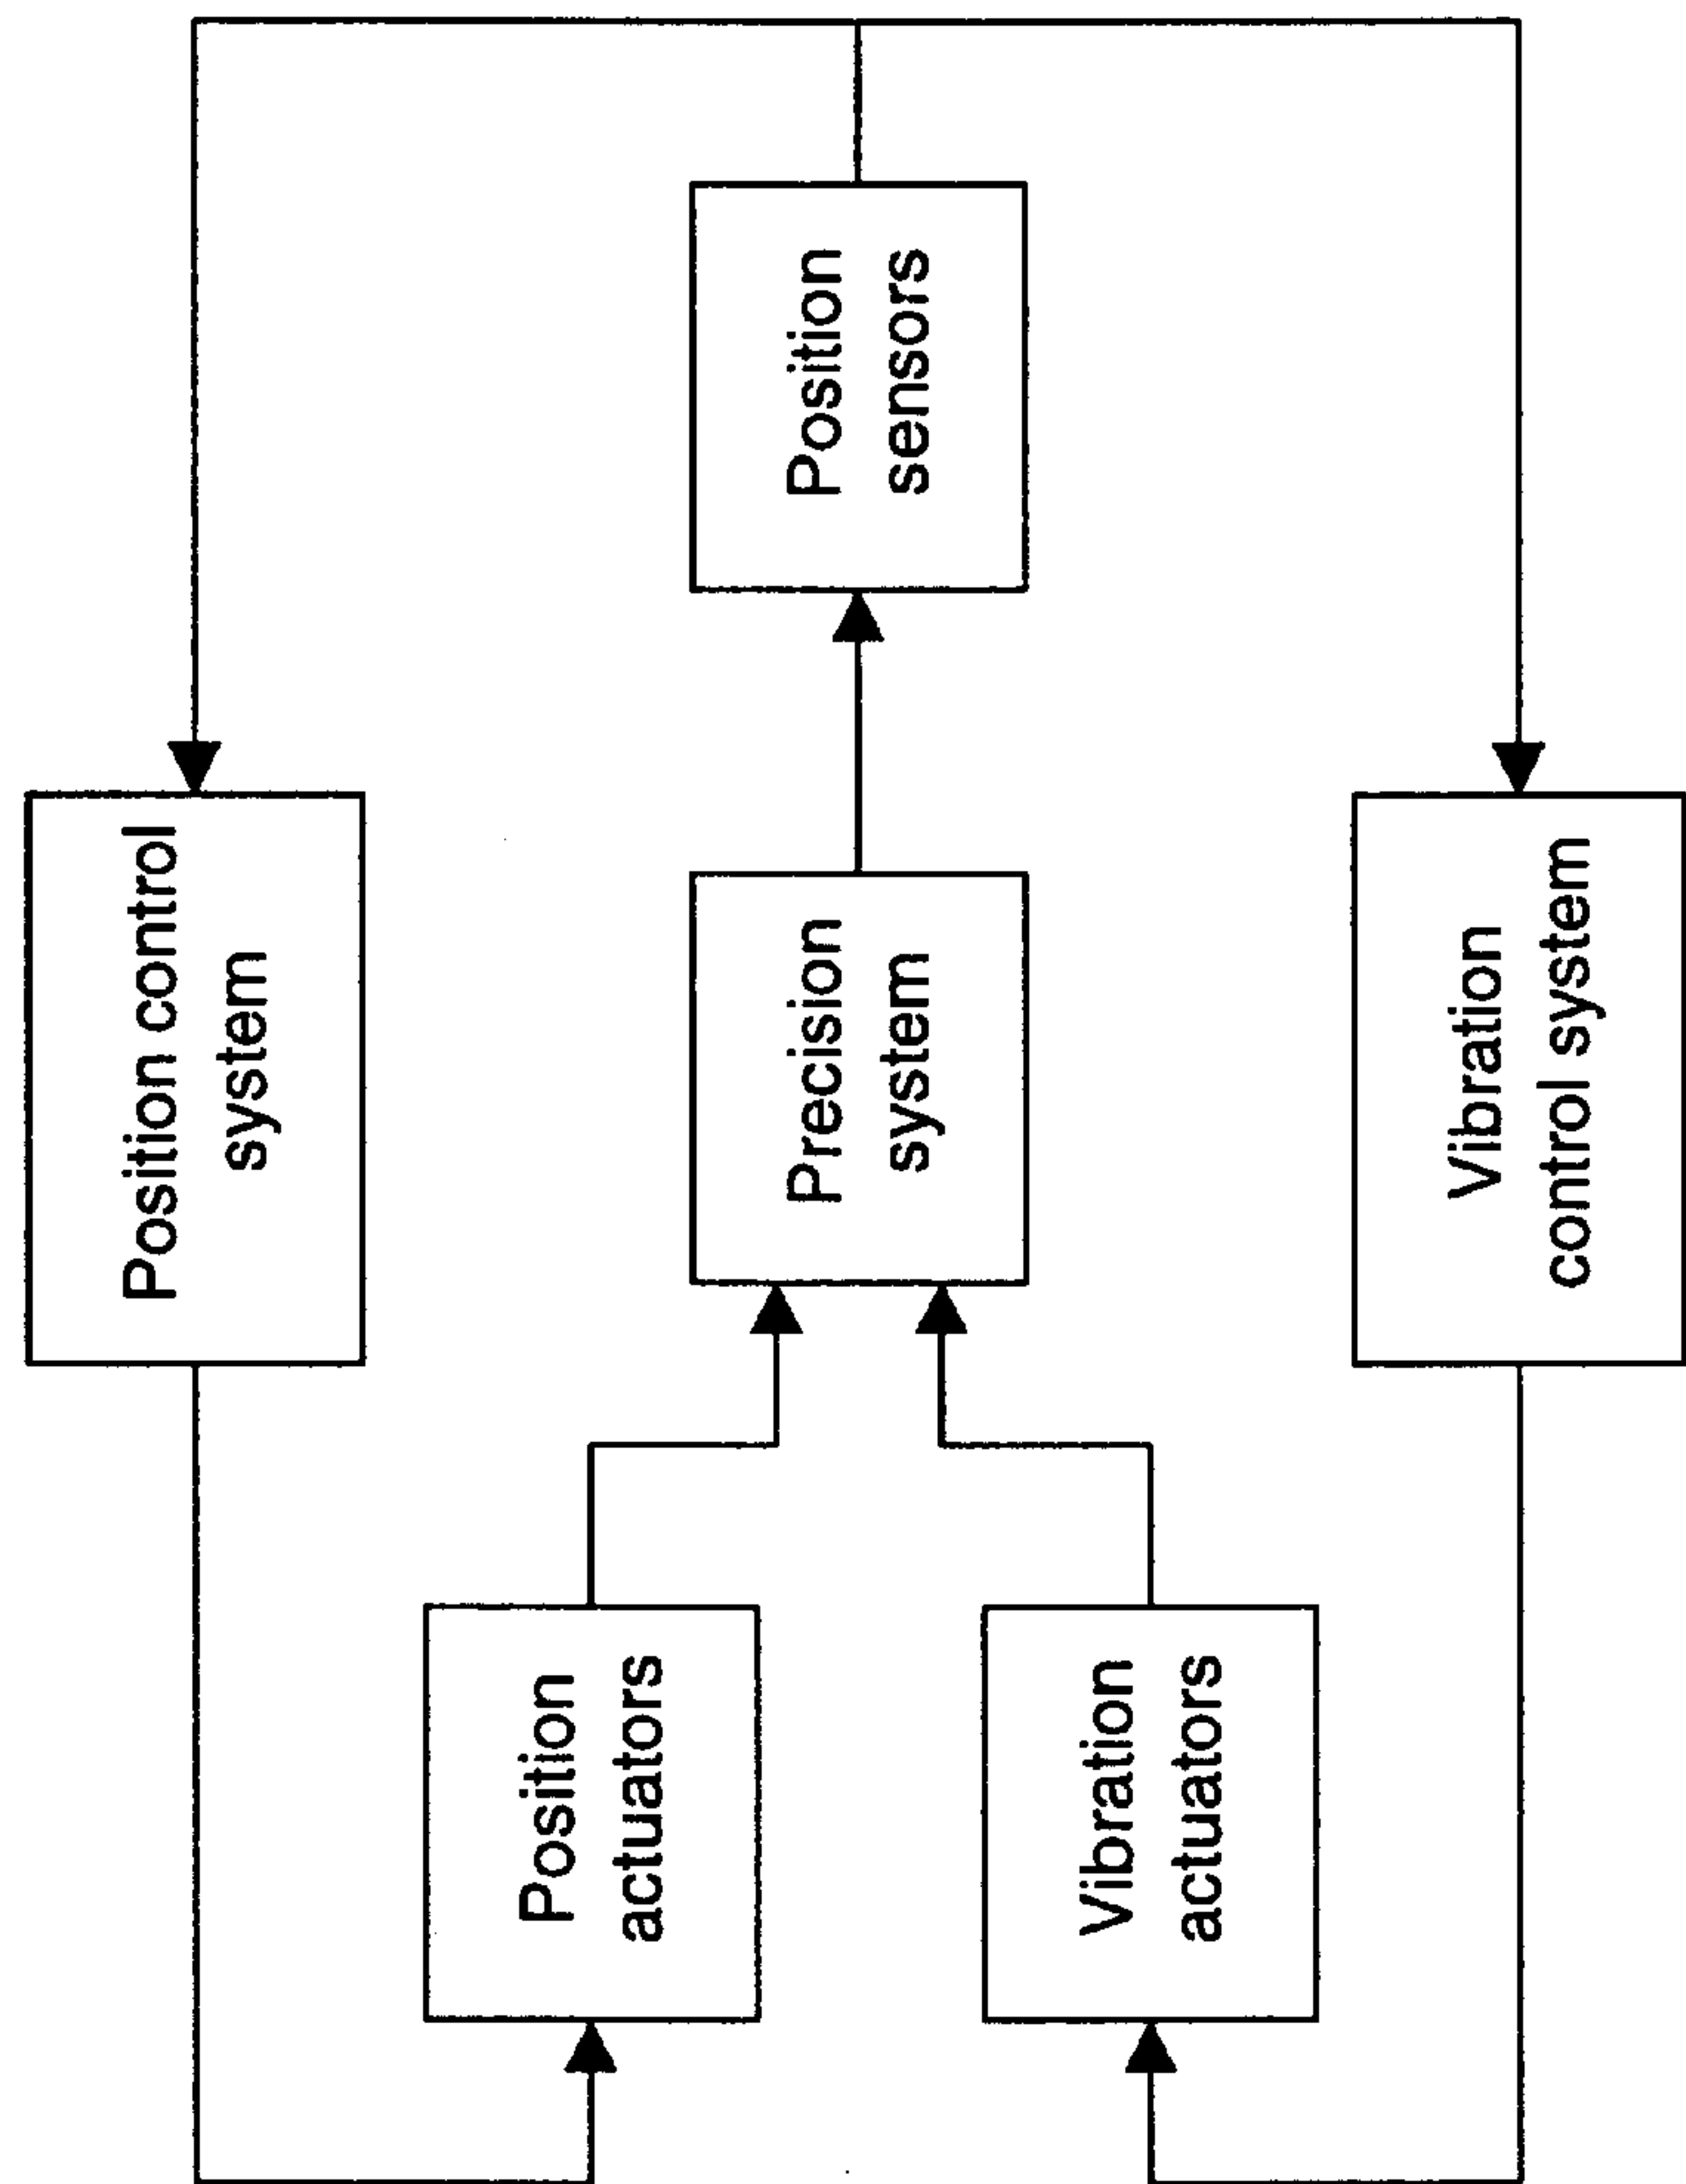 Position control
system
Position
actuators
Precision
system
Position
sensors
Vibration
actuators
Vibration
control system